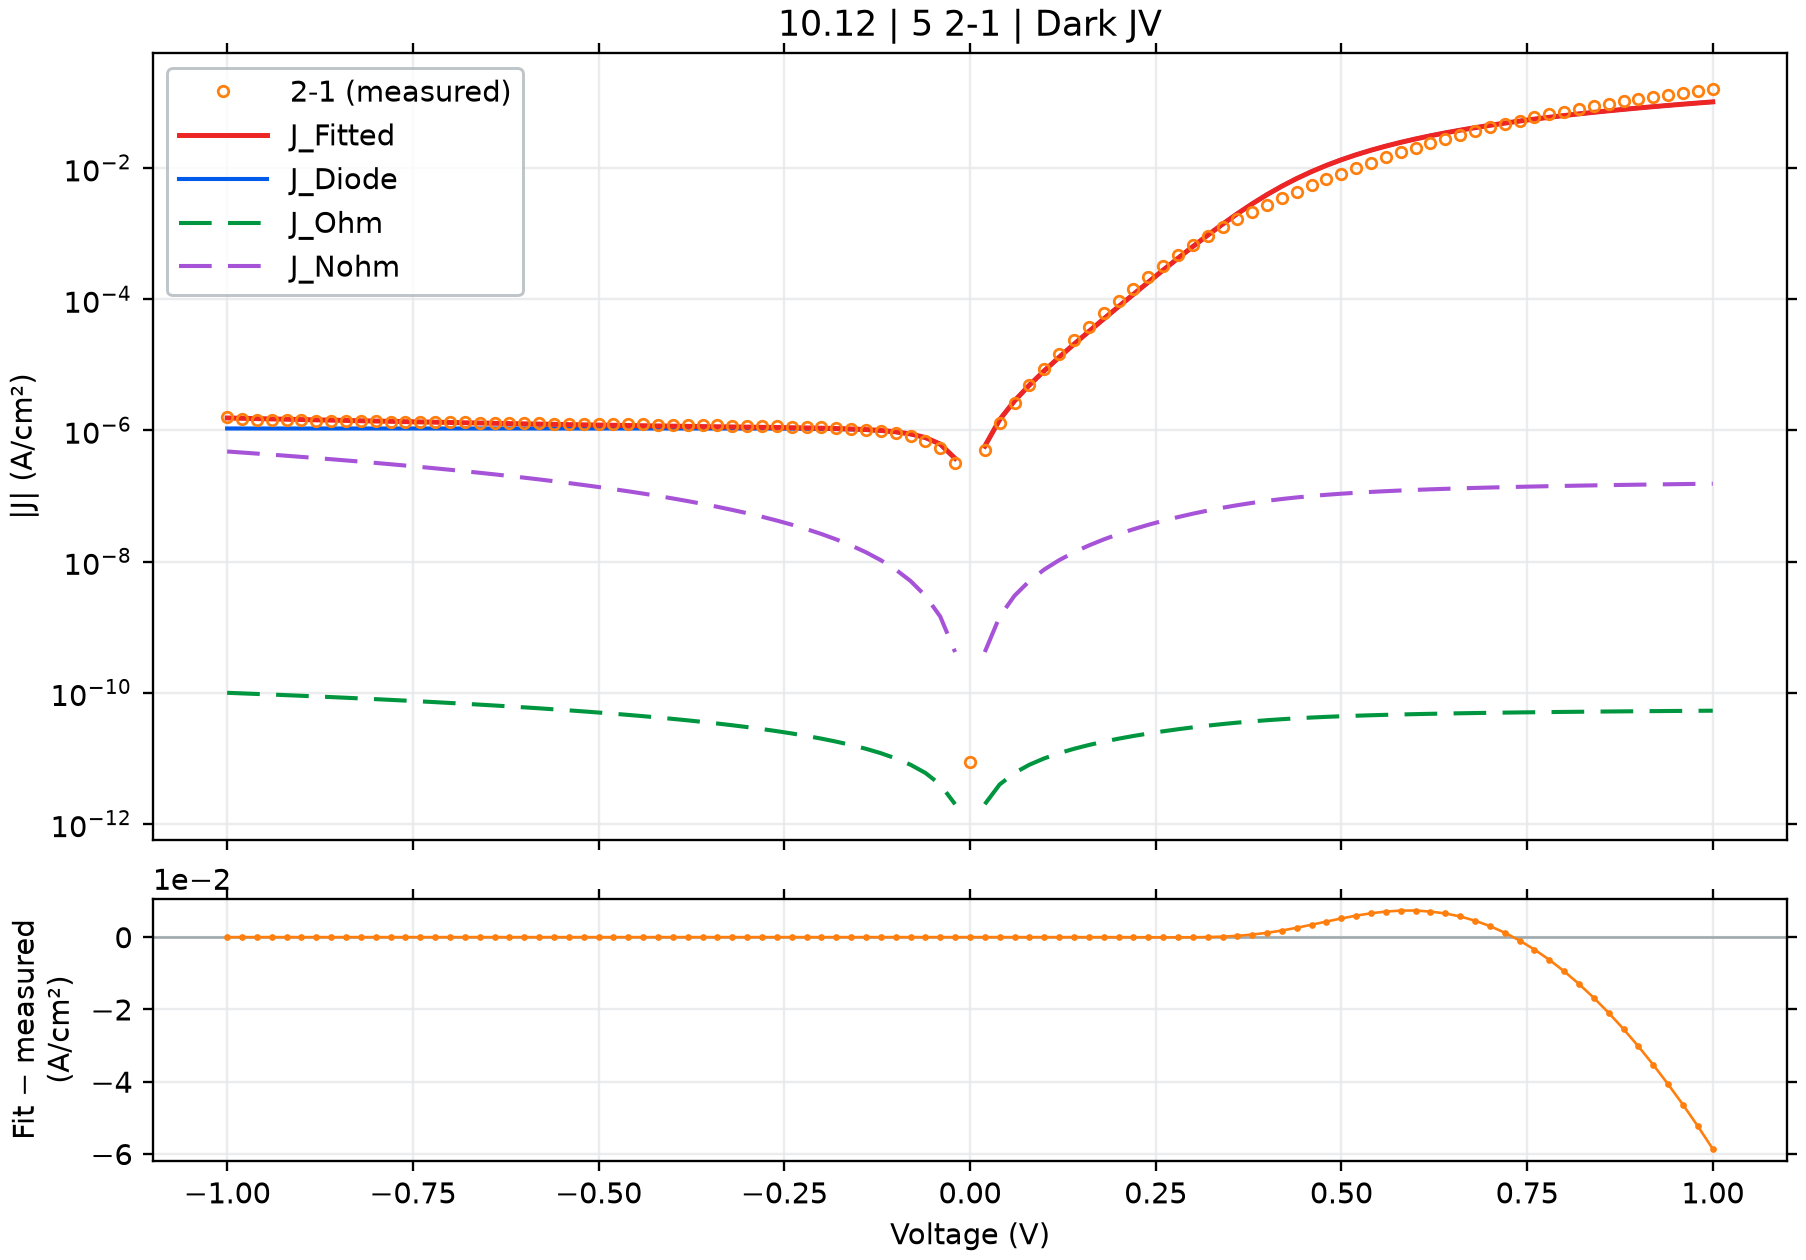 10.12 | 5 2-1 | Dark JV
2-1 (measured)
J_Fitted
J_Diode
J_Ohm
J_Nohm
|J| (A/cm²)
10⁻²
10⁻⁴
10⁻⁶
10⁻⁸
10⁻¹⁰
10⁻¹²
1e−2
Fit − measured
(A/cm²)
0
−2
−4
−6
−1.00 −0.75 −0.50 −0.25 0.00 0.25 0.50 0.75 1.00
Voltage (V)